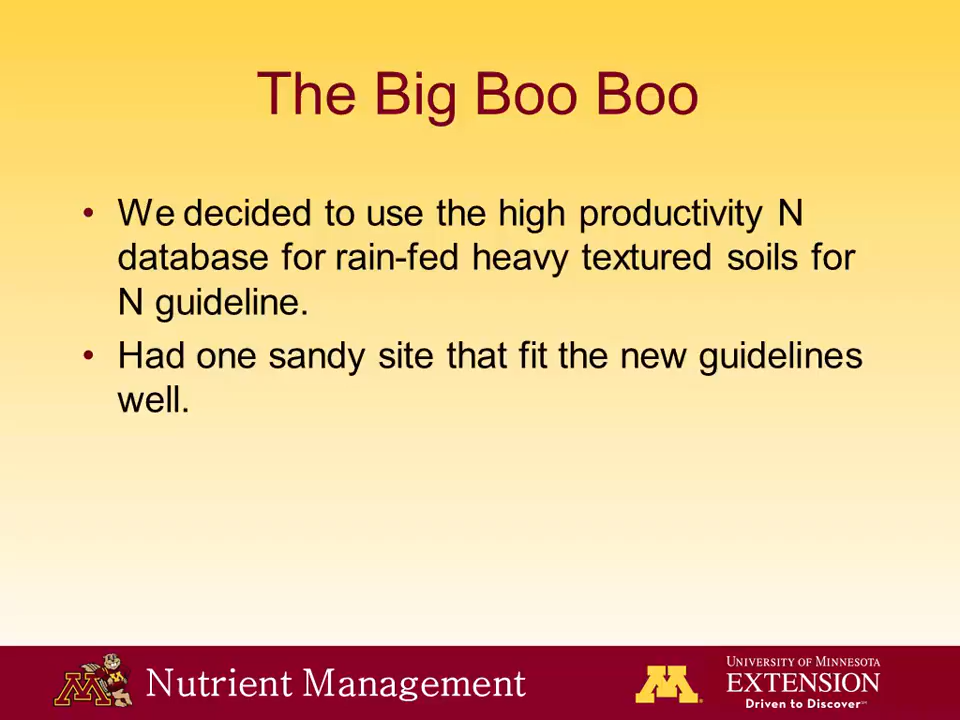 The Big Boo Boo
• We decided to use the high productivity N
database for rain-fed heavy textured soils for
N guideline.
• Had one sandy site that fit the new guidelines
well.
Nutrient Management
UNIVERSITY OF MINNESOTA
EXTENSION
Driven to Discover℠